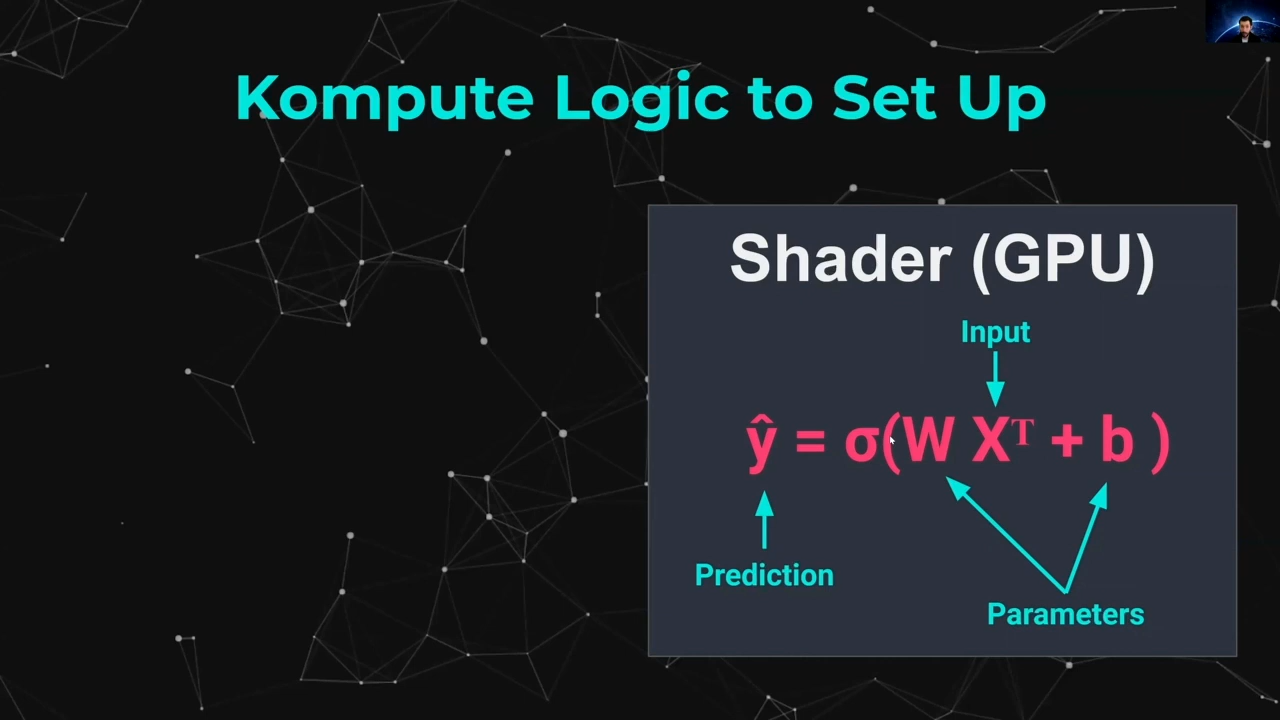 Kompute Logic to Set Up
Shader (GPU)
Input
ŷ = σ(W Xᵀ + b )
Prediction
Parameters